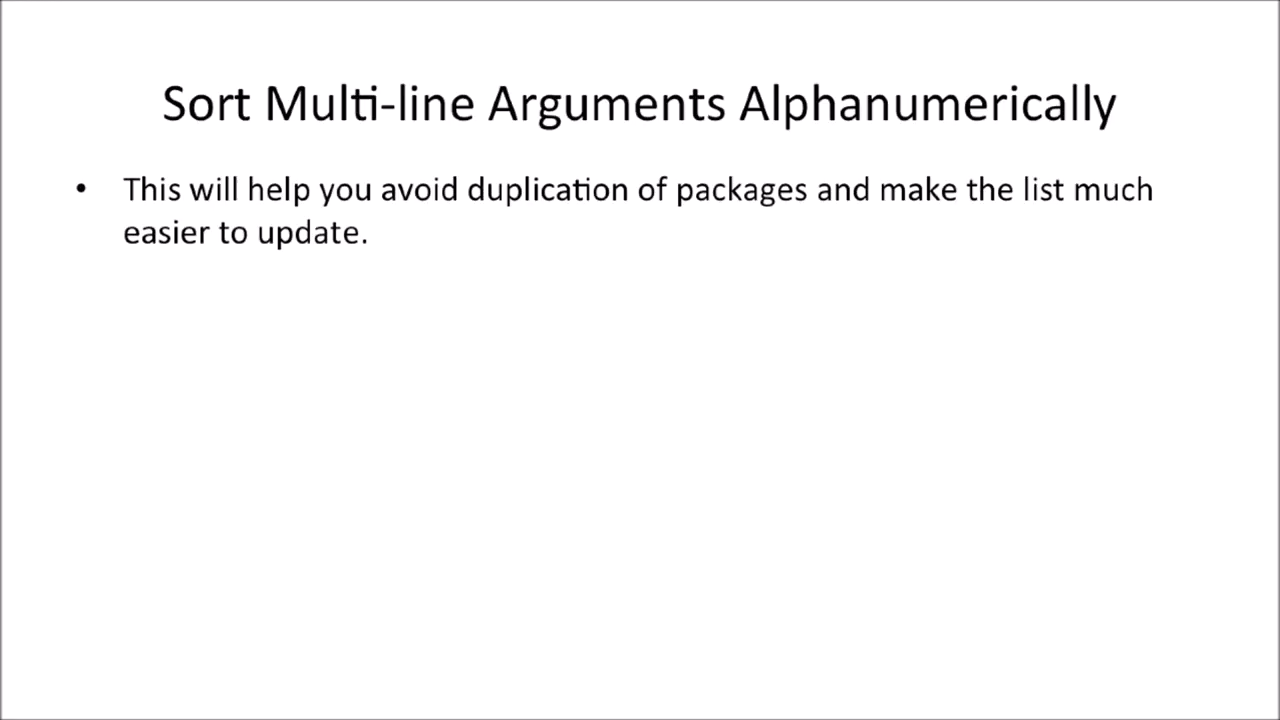 Sort Multi-line Arguments Alphanumerically
• This will help you avoid duplication of packages and make the list much
easier to update.